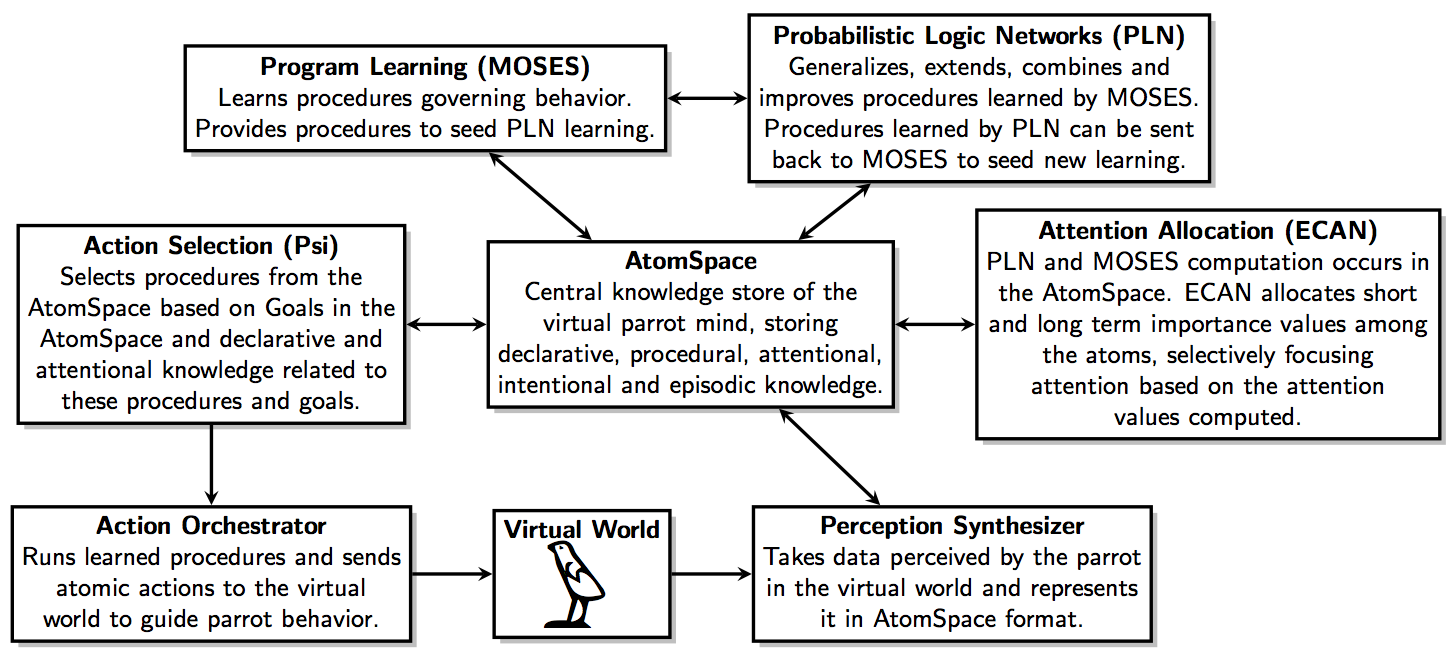 Program Learning (MOSES)
Learns procedures governing behavior.
Provides procedures to seed PLN learning.
Probabilistic Logic Networks (PLN)
Generalizes, extends, combines and
improves procedures learned by MOSES.
Procedures learned by PLN can be sent
back to MOSES to seed new learning.
Action Selection (Psi)
Selects procedures from the
AtomSpace based on Goals in the
AtomSpace and declarative and
attentional knowledge related to
these procedures and goals.
AtomSpace
Central knowledge store of the
virtual parrot mind, storing
declarative, procedural, attentional,
intentional and episodic knowledge.
Attention Allocation (ECAN)
PLN and MOSES computation occurs in
the AtomSpace. ECAN allocates short
and long term importance values among
the atoms, selectively focusing
attention based on the attention
values computed.
Action Orchestrator
Runs learned procedures and sends
atomic actions to the virtual
world to guide parrot behavior.
Virtual World
Perception Synthesizer
Takes data perceived by the parrot
in the virtual world and represents
it in AtomSpace format.